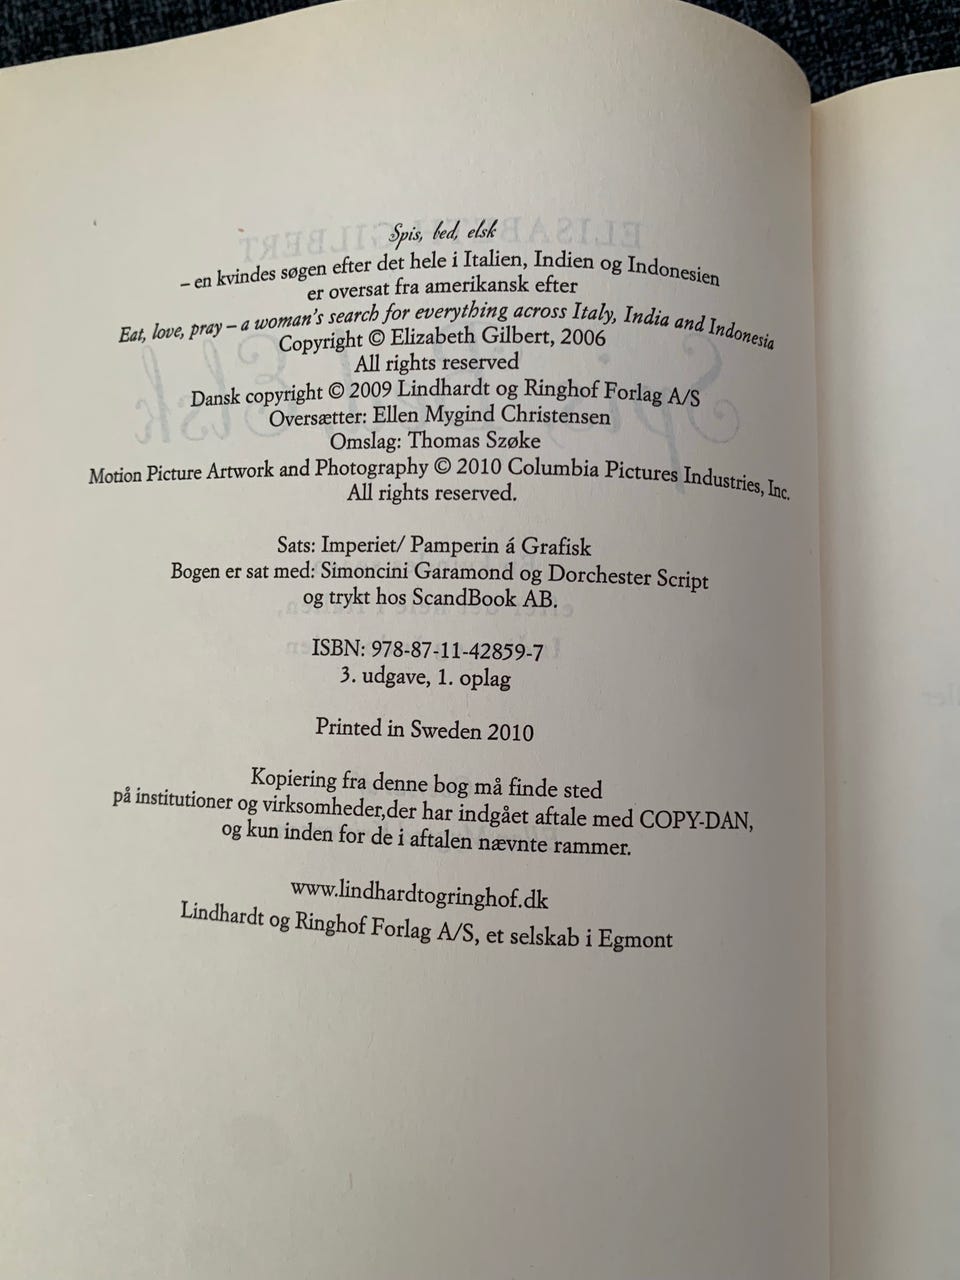 Spis, bed, elsk
– en kvindes søgen efter det hele i Italien, Indien og Indonesien
er oversat fra amerikansk efter
Eat, love, pray – a woman's search for everything across Italy, India and Indonesia
Copyright © Elizabeth Gilbert, 2006
All rights reserved
Dansk copyright © 2009 Lindhardt og Ringhof Forlag A/S
Oversætter: Ellen Mygind Christensen
Omslag: Thomas Szøke
Motion Picture Artwork and Photography © 2010 Columbia Pictures Industries, Inc.
All rights reserved.
Sats: Imperiet/ Pamperin á Grafisk
Bogen er sat med: Simoncini Garamond og Dorchester Script
og trykt hos ScandBook AB.
ISBN: 978-87-11-42859-7
3. udgave, 1. oplag
Printed in Sweden 2010
Kopiering fra denne bog må finde sted
på institutioner og virksomheder,der har indgået aftale med COPY-DAN,
og kun inden for de i aftalen nævnte rammer.
www.lindhardtogringhof.dk
Lindhardt og Ringhof Forlag A/S, et selskab i Egmont